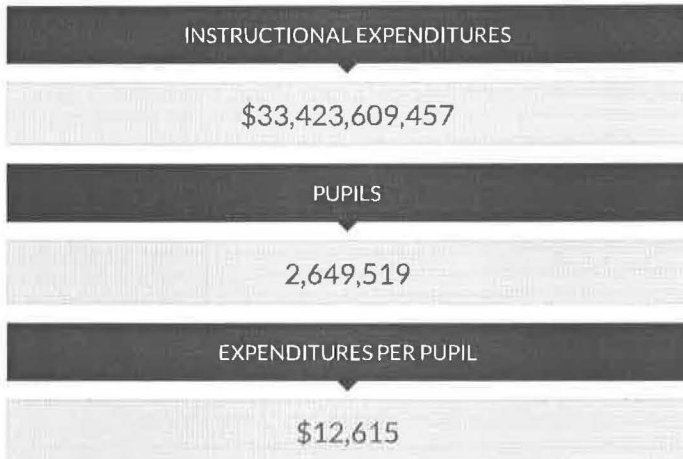 INSTRUCTIONAL EXPENDITURES
$33,423,609,457
PUPILS
2,649,519
EXPENDITURES PER PUPIL
$12,615